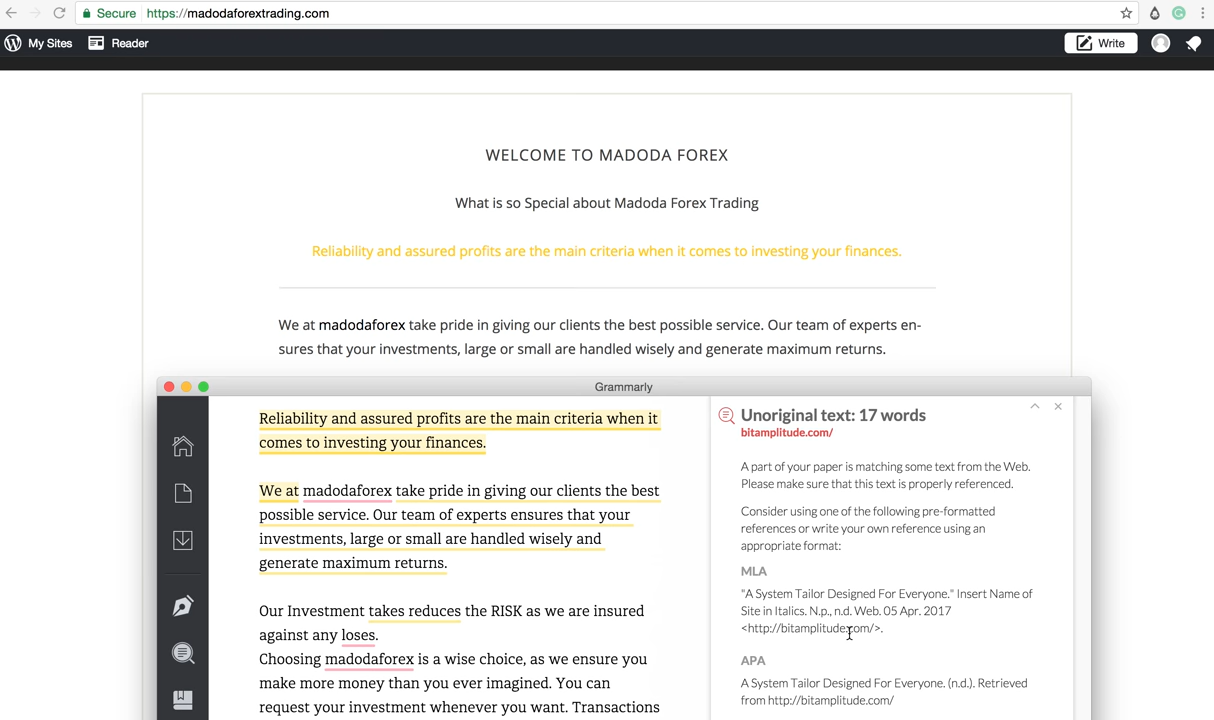 Secure https://madodaforextrading.com
My Sites Reader Write
WELCOME TO MADODA FOREX
What is so Special about Madoda Forex Trading
Reliability and assured profits are the main criteria when it comes to investing your finances.
We at madodaforex take pride in giving our clients the best possible service. Our team of experts en-
sures that your investments, large or small are handled wisely and generate maximum returns.
Grammarly
Reliability and assured profits are the main criteria when it
comes to investing your finances.
We at madodaforex take pride in giving our clients the best
possible service. Our team of experts ensures that your
investments, large or small are handled wisely and
generate maximum returns.
Our Investment takes reduces the RISK as we are insured
against any loses.
Choosing madodaforex is a wise choice, as we ensure you
make more money than you ever imagined. You can
request your investment whenever you want. Transactions
Unoriginal text: 17 words
bitamplitude.com/
A part of your paper is matching some text from the Web.
Please make sure that this text is properly referenced.
Consider using one of the following pre-formatted
references or write your own reference using an
appropriate format:
MLA
"A System Tailor Designed For Everyone." Insert Name of
Site in Italics. N.p., n.d. Web. 05 Apr. 2017
<http://bitamplitude.com/>.
APA
A System Tailor Designed For Everyone. (n.d.). Retrieved
from http://bitamplitude.com/